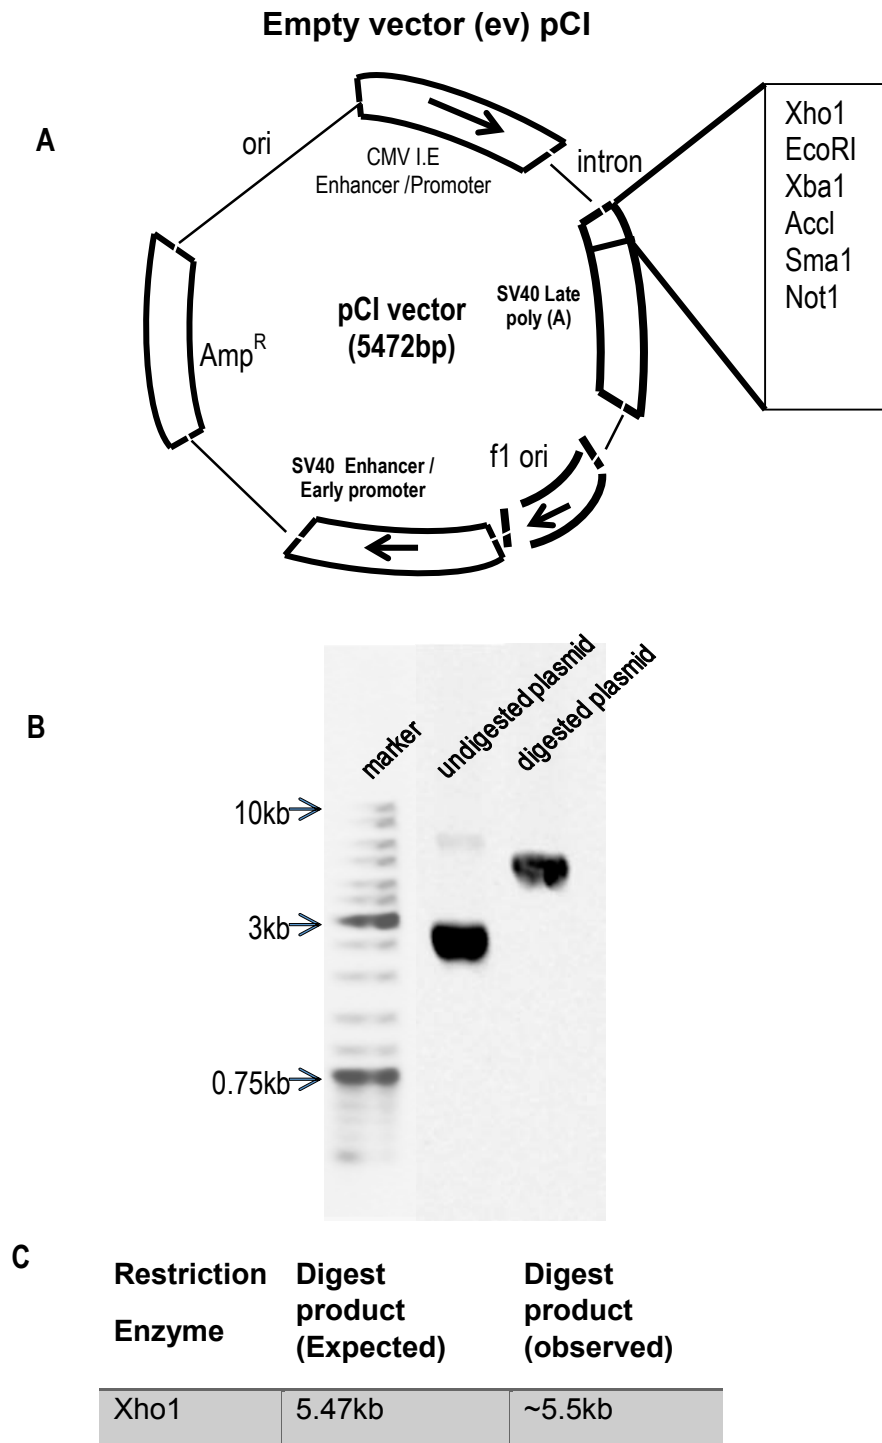 Empty vector (ev) pCI
A
ori
CMV I.E
Enhancer /Promoter
intron
Xho1
EcoRI
Xba1
AccI
Sma1
Not1
SV40 Late
poly (A)
pCI vector
(5472bp)
Amp^R
f1 ori
SV40 Enhancer /
Early promoter
B
marker
undigested plasmid
digested plasmid
10kb
3kb
0.75kb
C
Restriction
Enzyme
Digest
product
(Expected)
Digest
product
(observed)
Xho1
5.47kb
~5.5kb